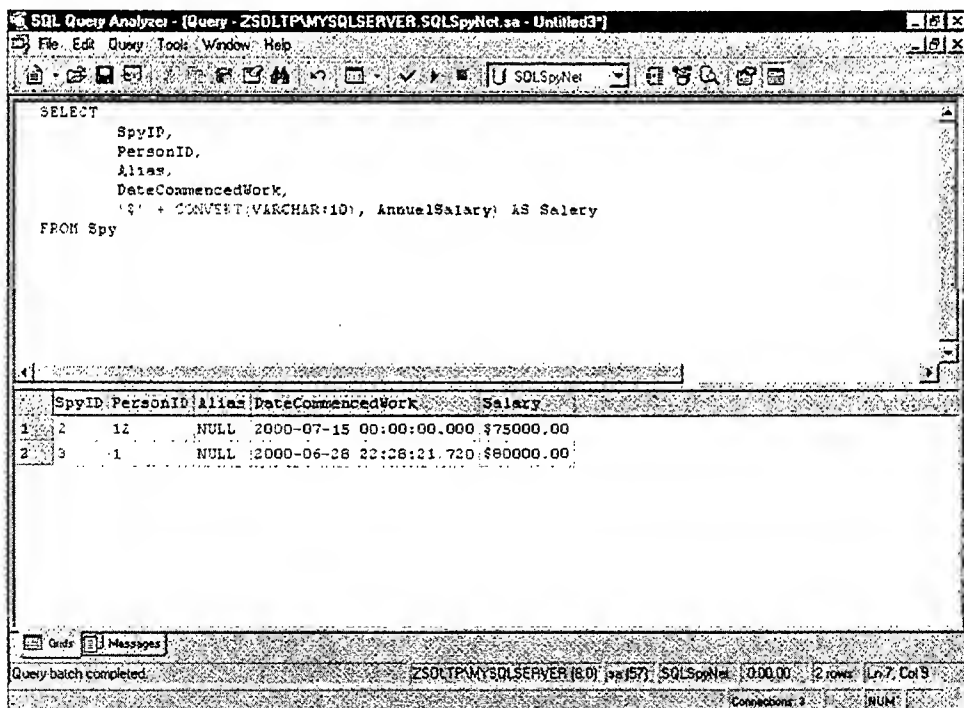 SQL Query Analyzer - [Query - ZSQLTP\MYSQLSERVER.SQLSpyNet.sa - Untitled3*]
File Edit Query Tools Window Help
SQLSpyNet
SELECT
SpyID,
PersonID,
Alias,
DateCommencedWork,
'$' + CONVERT(VARCHAR(10), AnnualSalary) AS Salary
FROM Spy
SpyID PersonID Alias DateCommencedWork Salary
1 2 12 NULL 2000-07-15 00:00:00.000 $75000.00
2 3 1 NULL 2000-06-28 22:28:21.720 $80000.00
Grids Messages
Query batch completed. ZSQLTP\MYSQLSERVER (8.0) sa (57) SQLSpyNet 0:00:00 2 rows Ln 7, Col 9
Connections: 3 NUM